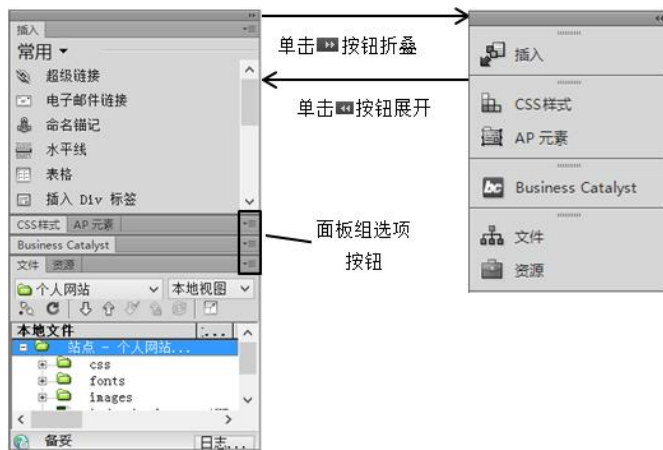 插入
常用
超级链接
电子邮件链接
命名锚记
水平线
表格
插入 Div 标签
CSS样式 AP 元素
Business Catalyst
文件 资源
个人网站 本地视图
本地文件
站点 - 个人网站...
css
fonts
images
备妥 日志...
单击按钮折叠
单击按钮展开
面板组选项
按钮
插入
CSS样式
AP 元素
Business Catalyst
文件
资源